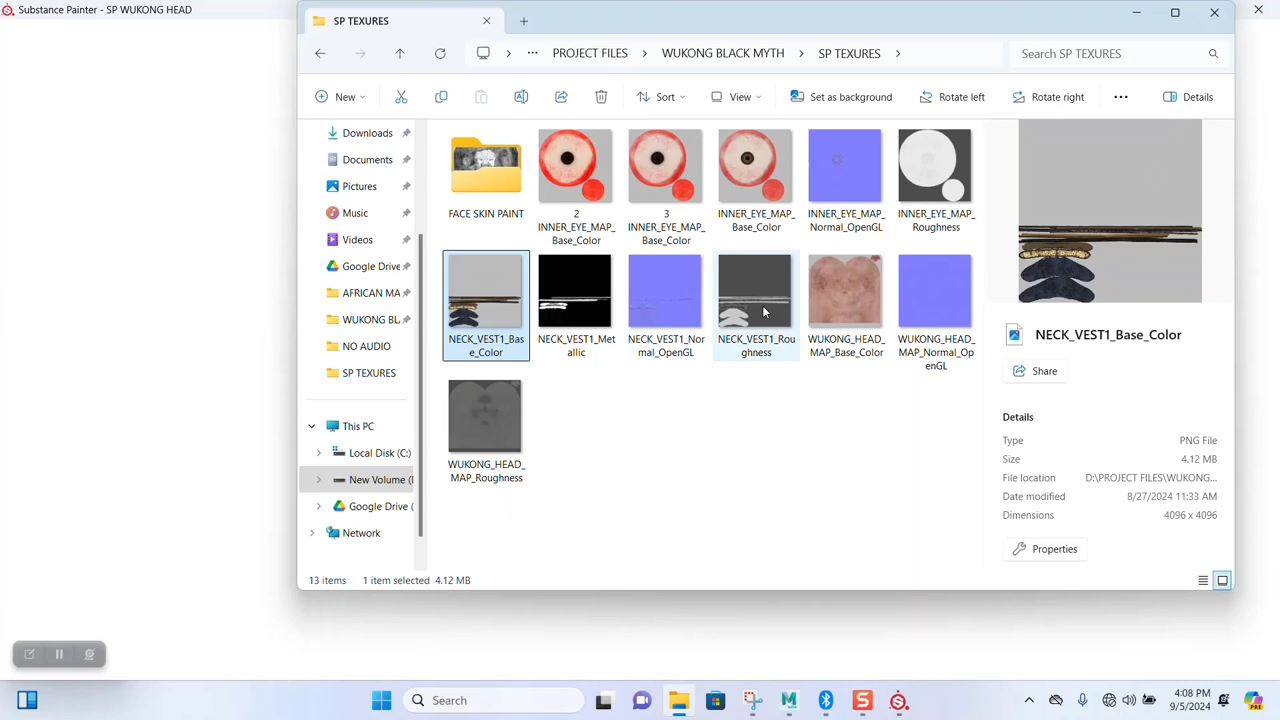 Substance Painter - SP WUKONG HEAD
SP TEXURES
PROJECT FILES
WUKONG BLACK MYTH
SP TEXURES
Search SP TEXURES
New
Sort
View
Set as background
Rotate left
Rotate right
Details
Downloads
Documents
Pictures
Music
Videos
Google Drive
AFRICAN MA
WUKONG BL
NO AUDIO
SP TEXURES
This PC
Local Disk (C:)
New Volume (
Google Drive (
Network
FACE SKIN PAINT
2
INNER_EYE_MAP_
Base_Color
3
INNER_EYE_MAP_
Base_Color
INNER_EYE_MAP_
Base_Color
INNER_EYE_MAP_
Normal_OpenGL
INNER_EYE_MAP_
Roughness
NECK_VEST1_Bas
e_Color
NECK_VEST1_Met
allic
NECK_VEST1_Nor
mal_OpenGL
NECK_VEST1_Rou
ghness
WUKONG_HEAD_
MAP_Base_Color
WUKONG_HEAD_
MAP_Normal_Op
enGL
WUKONG_HEAD_
MAP_Roughness
NECK_VEST1_Base_Color
Share
Details
Type PNG File
Size 4.12 MB
File location D:\PROJECT FILES\WUKONG...
Date modified 8/27/2024 11:33 AM
Dimensions 4096 x 4096
Properties
13 items 1 item selected 4.12 MB
Search
4:08 PM
9/5/2024